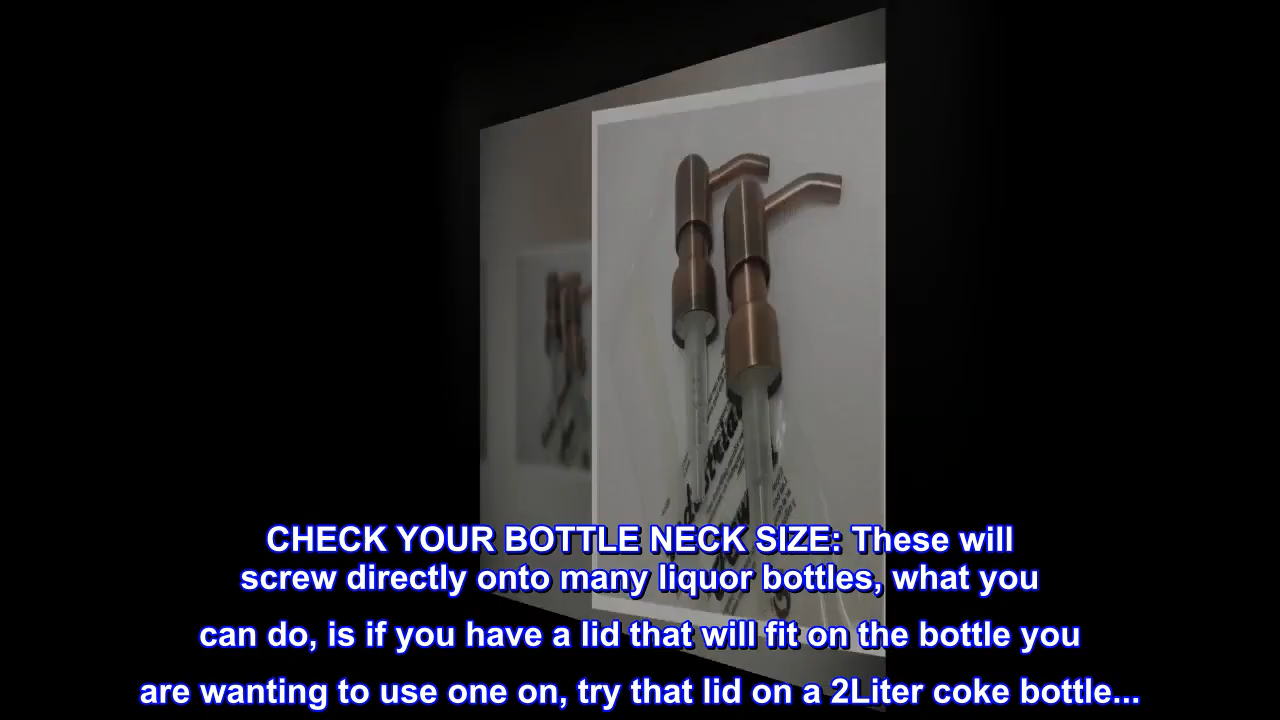 CHECK YOUR BOTTLE NECK SIZE: These will
screw directly onto many liquor bottles, what you
can do, is if you have a lid that will fit on the bottle you
are wanting to use one on, try that lid on a 2Liter coke bottle...